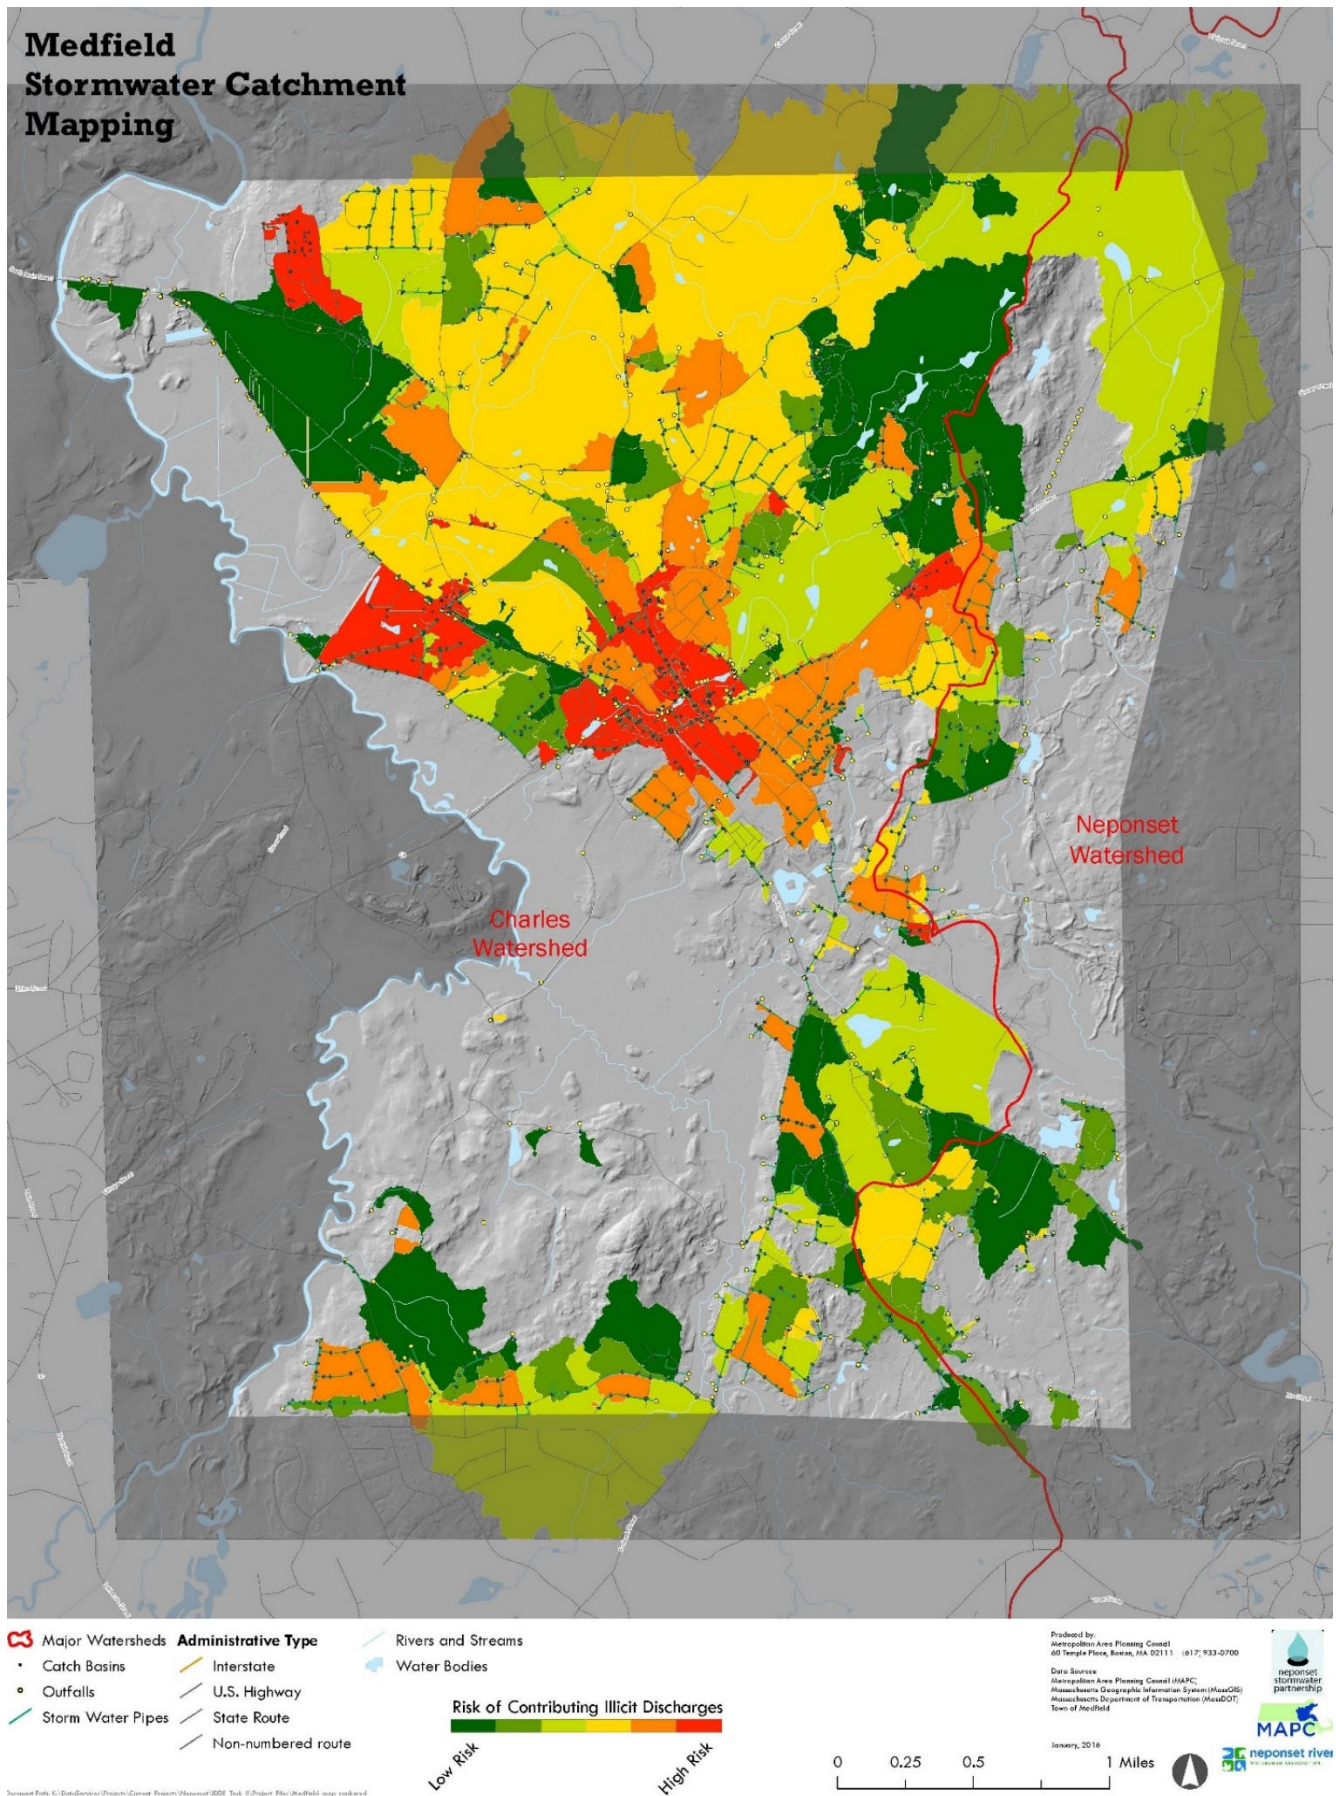 Medfield
Stormwater Catchment
Mapping
Neponset
Watershed
Charles
Watershed
Major Watersheds
Catch Basins
Outfalls
Storm Water Pipes
Administrative Type
Interstate
U.S. Highway
State Route
Non-numbered route
Rivers and Streams
Water Bodies
Risk of Contributing Illicit Discharges
Low Risk
High Risk
0 0.25 0.5 1 Miles
Produced by:
Metropolitan Area Planning Council
60 Temple Place, Boston, MA 02111 (617) 933-0700
Data Sources
Metropolitan Area Planning Council (MAPC)
Massachusetts Geographic Information System (MassGIS)
Massachusetts Department of Transportation (MassDOT)
Town of Medfield
January, 2016
neponset
stormwater
partnership
MAPC
neponset river